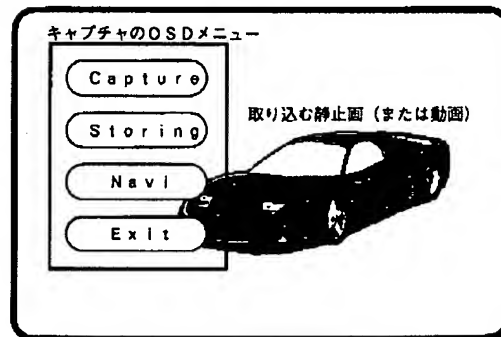 キャプチャのOSDメニュー
Capture
Storing
取り込む静止画(または動画)
Navi
Exit